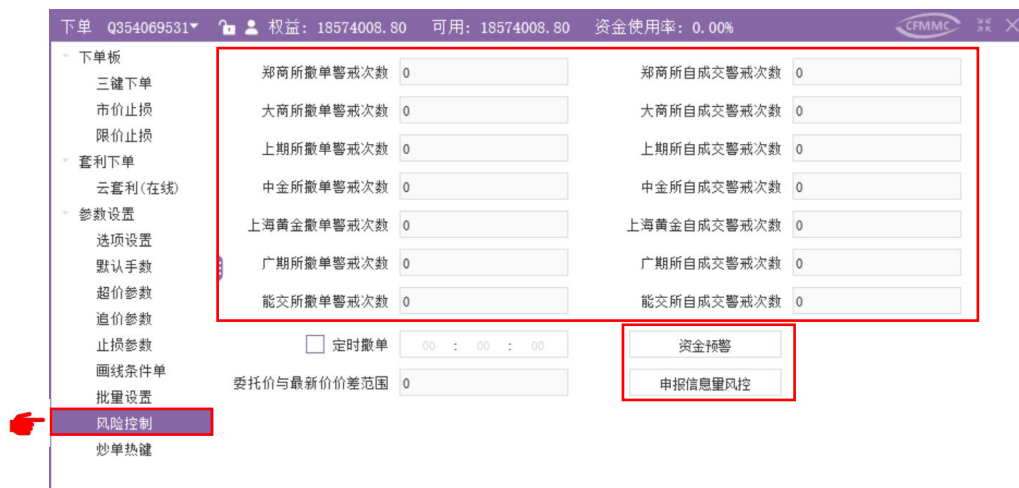 下单 Q354069531 权益: 18574008.80 可用: 18574008.80 资金使用率: 0.00% CFMMC
下单板
三键下单
市价止损
限价止损
套利下单
云套利(在线)
参数设置
选项设置
默认手数
超价参数
追价参数
止损参数
画线条件单
批量设置
风险控制
炒单热键
郑商所撤单警戒次数 0 郑商所自成交警戒次数 0
大商所撤单警戒次数 0 大商所自成交警戒次数 0
上期所撤单警戒次数 0 上期所自成交警戒次数 0
中金所撤单警戒次数 0 中金所自成交警戒次数 0
上海黄金撤单警戒次数 0 上海黄金自成交警戒次数 0
广期所撤单警戒次数 0 广期所自成交警戒次数 0
能交所撤单警戒次数 0 能交所自成交警戒次数 0
定时撤单 00 : 00 : 00 资金预警
委托价与最新价价差范围 0 申报信息量风控